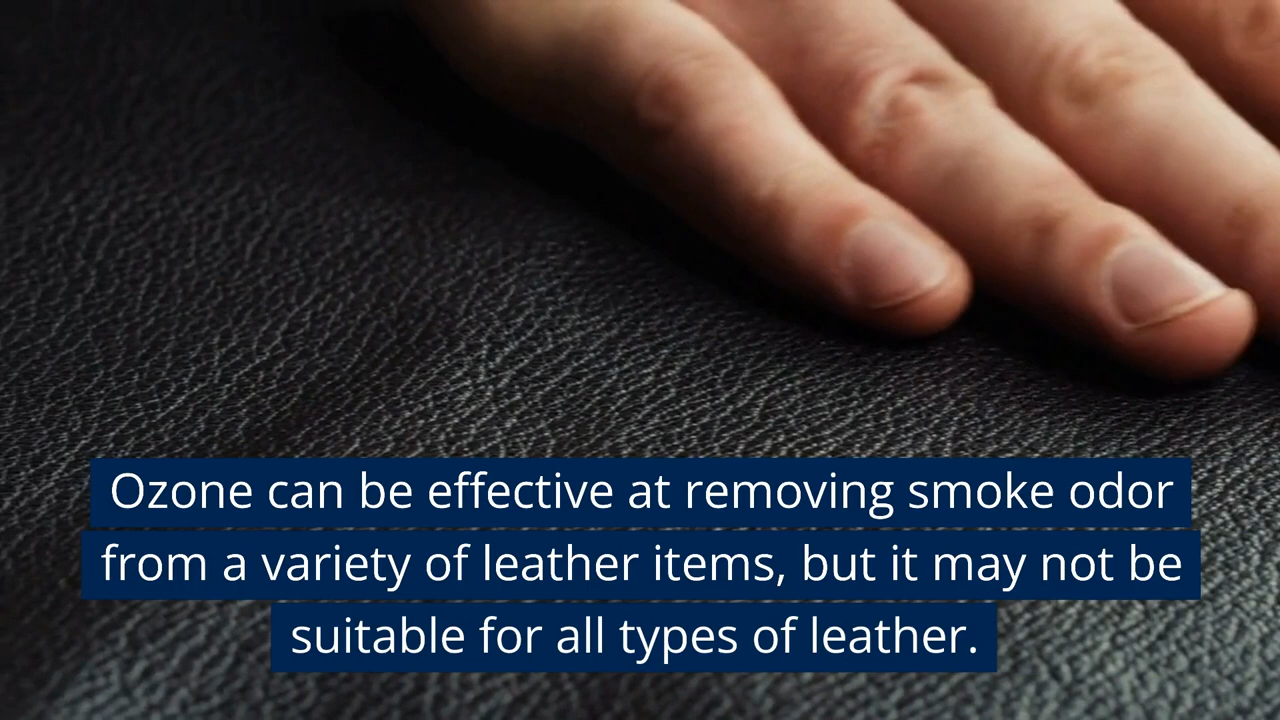 Ozone can be effective at removing smoke odor
from a variety of leather items, but it may not be
suitable for all types of leather.